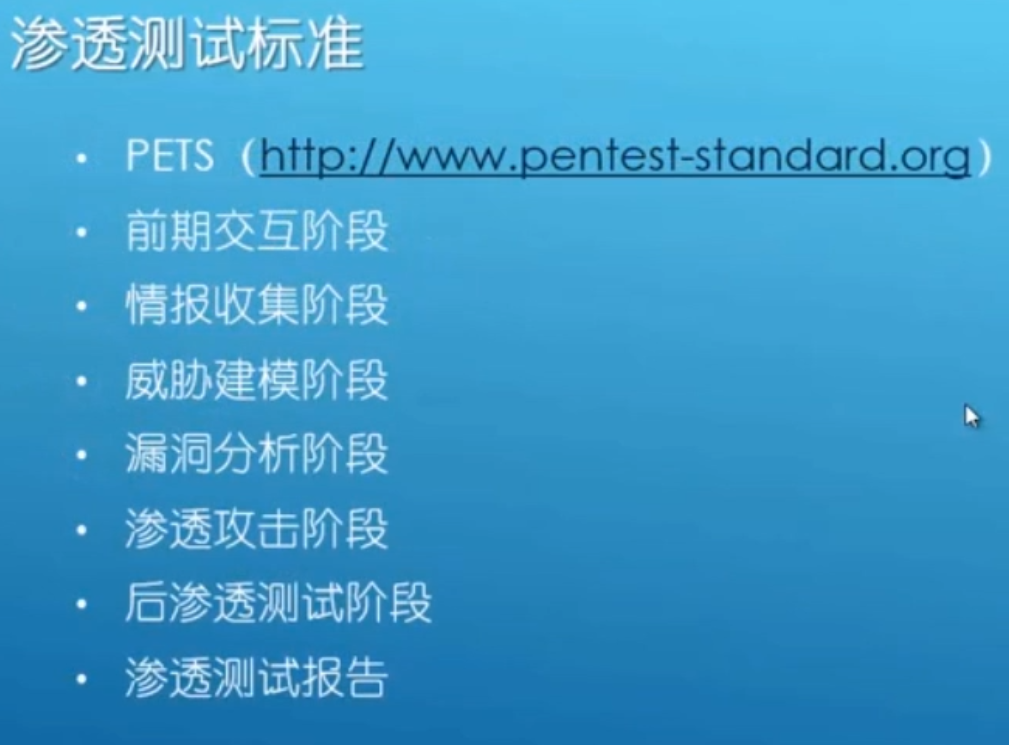 渗透测试标准
• PETS（http://www.pentest-standard.org）
• 前期交互阶段
• 情报收集阶段
• 威胁建模阶段
• 漏洞分析阶段
• 渗透攻击阶段
• 后渗透测试阶段
• 渗透测试报告